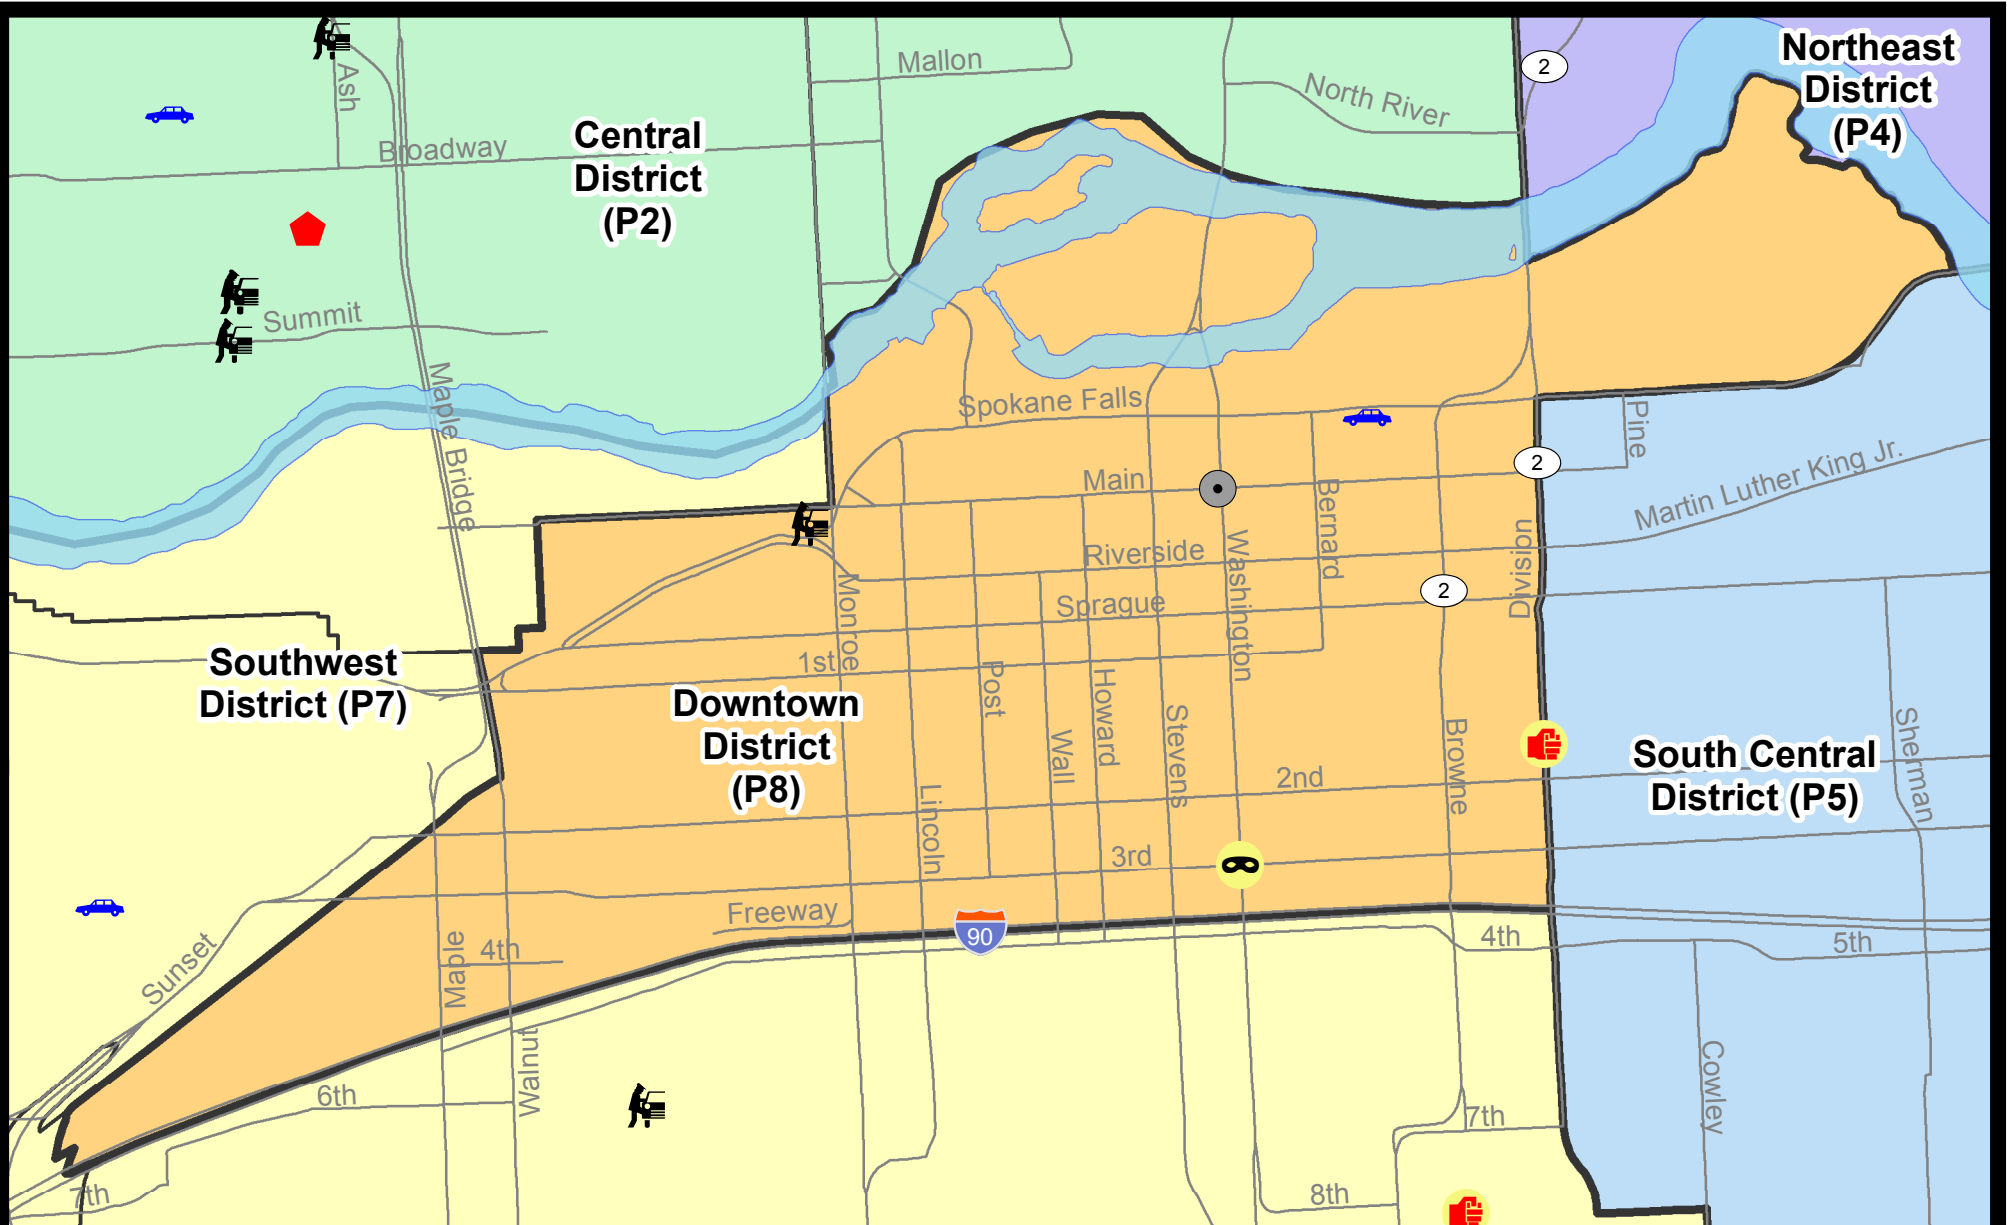 Northeast
District
(P4)
2
Mallon
Ash
North River
Central
District
(P2)
Broadway
Summit
Maple Bridge
Spokane Falls
Pine
Main
2
Martin Luther King Jr.
Bernard
Riverside
Washington
Division
Monroe
Sprague
2
1st
Southwest
District (P7)
Downtown
District
(P8)
Post
Howard
Wall
Stevens
Browne
Sherman
South Central
District (P5)
2nd
Lincoln
3rd
Freeway
90
4th
4th
5th
Maple
Sunset
Walnut
Cowley
6th
7th
7th
8th